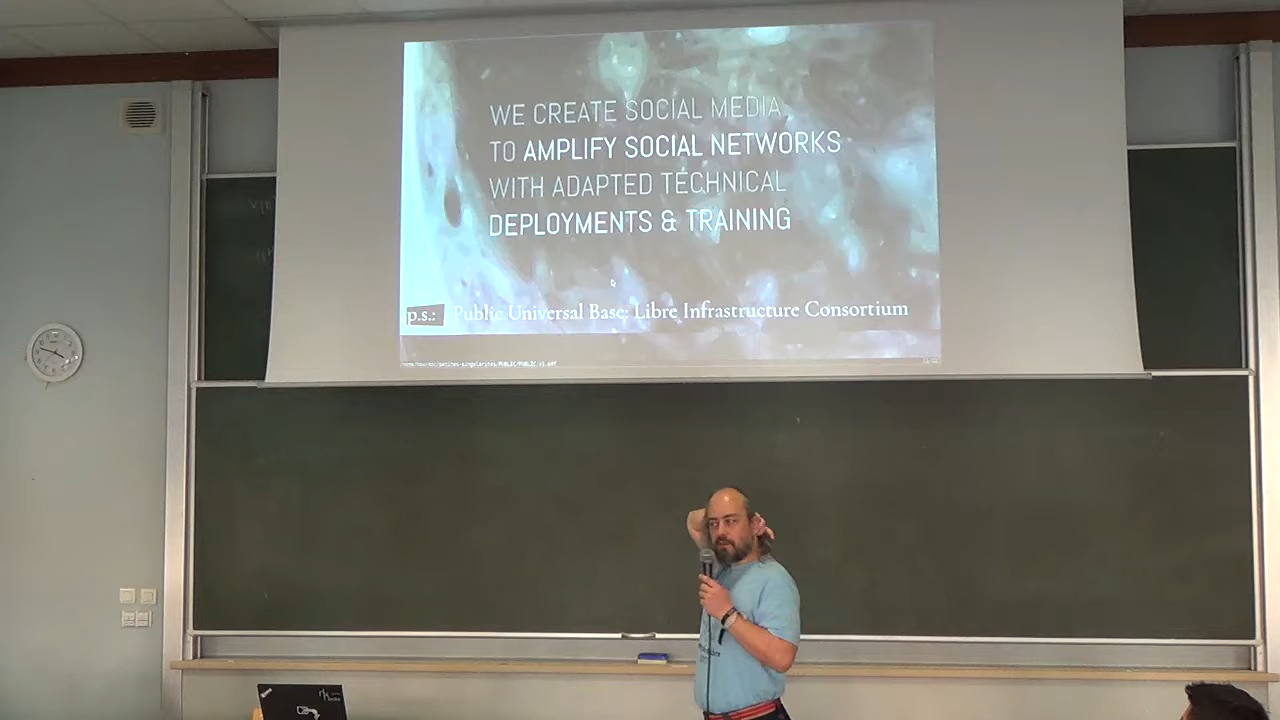 WE CREATE SOCIAL MEDIA
TO AMPLIFY SOCIAL NETWORKS
WITH ADAPTED TECHNICAL
DEPLOYMENTS & TRAINING
p.s.: Public Universal Base: Libre Infrastructure Consortium